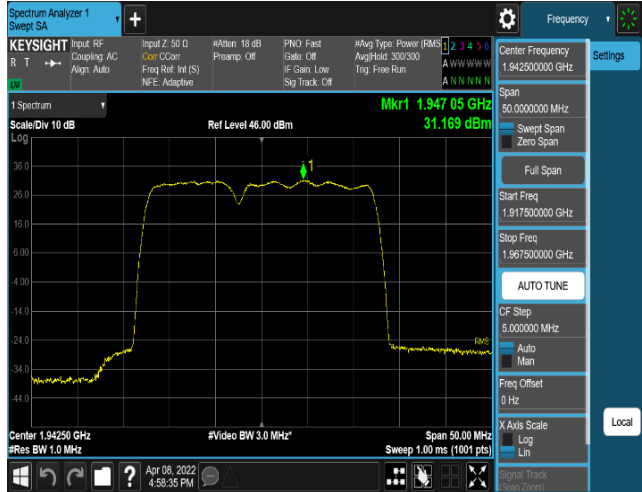 Spectrum Analyzer 1
Swept SA
Frequency
KEYSIGHT
R T
Input: RF
Coupling: AC
Align: Auto
Input Z: 50 Ω
Corr CCorr
Freq Ref: Int (S)
NFE: Adaptive
#Atten: 18 dB
Preamp: Off
PNO: Fast
Gate: Off
IF Gain: Low
Sig Track: Off
#Avg Type: Power (RMS
Avg|Hold: 300/300
Trig: Free Run
1 2 3 4 5 6
A W W W W W
A N N N N N
1 Spectrum
Scale/Div 10 dB
Log
Ref Level 46.00 dBm
Mkr1 1.947 05 GHz
31.169 dBm
1
36.0
26.0
16.0
6.00
-4.00
-14.0
-24.0
-34.0
-44.0
RMS
Center 1.94250 GHz
#Res BW 1.0 MHz
#Video BW 3.0 MHz*
Span 50.00 MHz
Sweep 1.00 ms (1001 pts)
Apr 08, 2022
4:58:35 PM
Center Frequency
1.942500000 GHz
Span
50.0000000 MHz
Swept Span
Zero Span
Full Span
Start Freq
1.917500000 GHz
Stop Freq
1.967500000 GHz
AUTO TUNE
CF Step
5.000000 MHz
Auto
Man
Freq Offset
0 Hz
X Axis Scale
Log
Lin
Signal Track
(Span Zoom)
Settings
Local